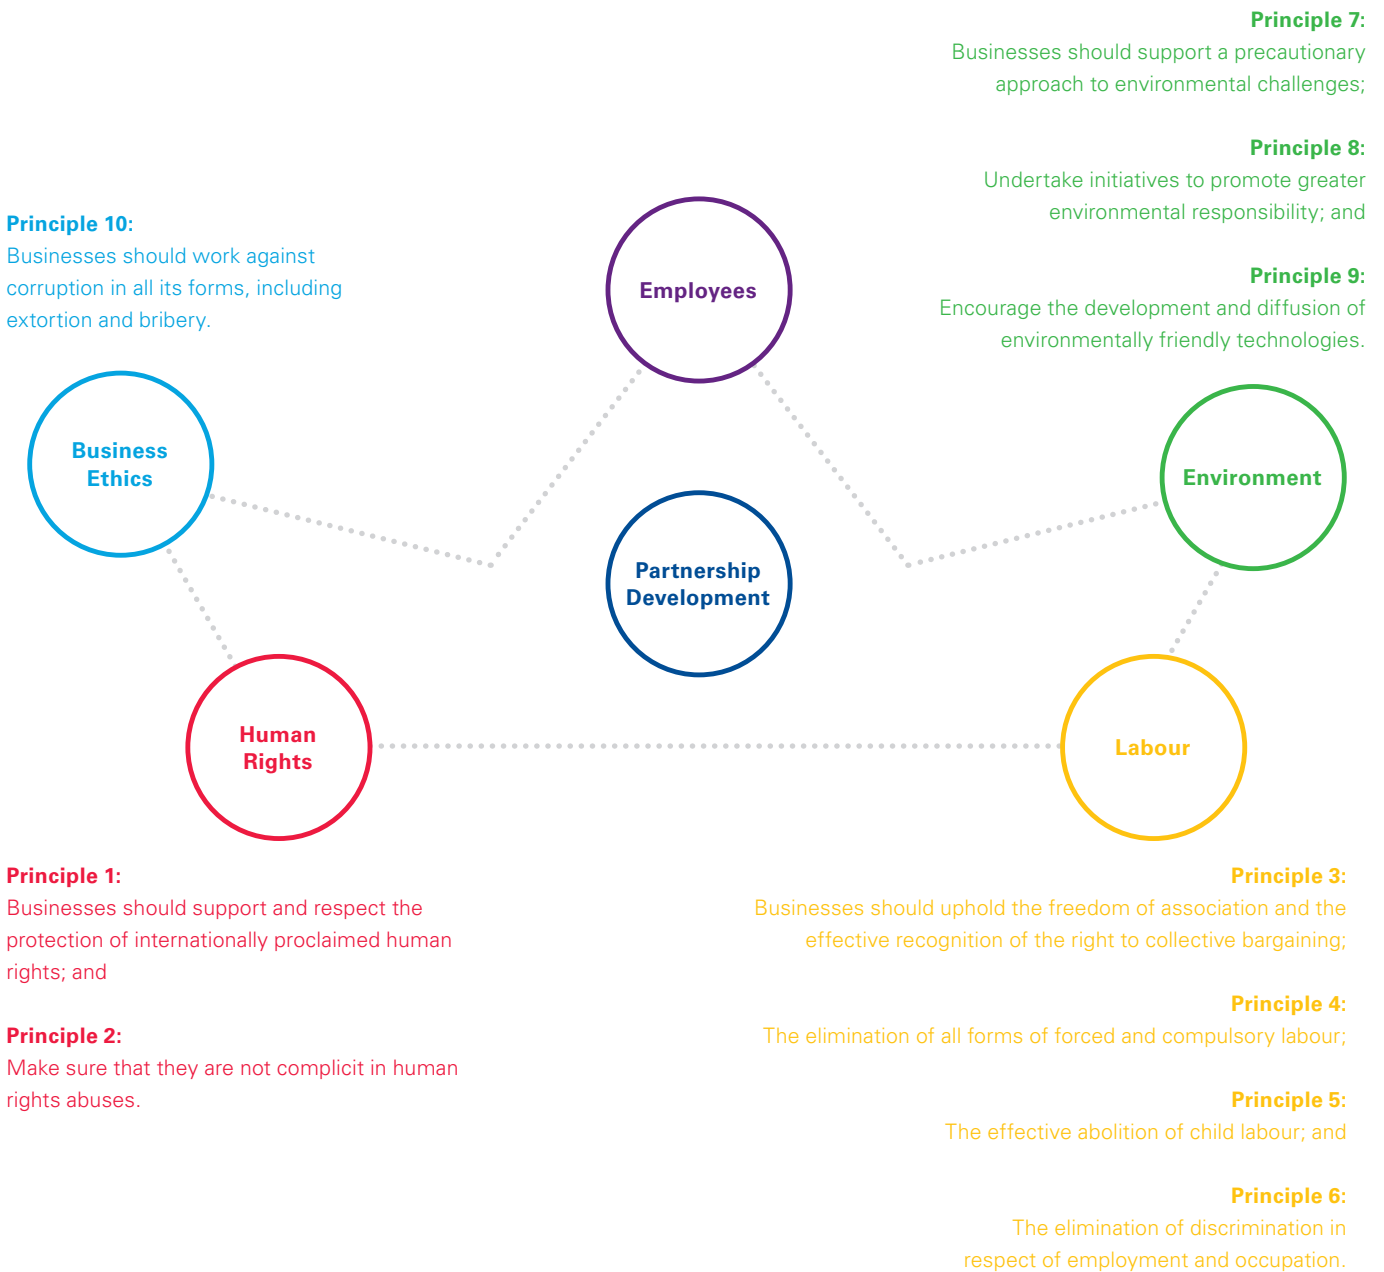 Principle 7:
Businesses should support a precautionary
approach to environmental challenges;
Principle 8:
Undertake initiatives to promote greater
environmental responsibility; and
Principle 9:
Encourage the development and diffusion of
environmentally friendly technologies.
Principle 10:
Businesses should work against
corruption in all its forms, including
extortion and bribery.
Employees
Business
Ethics
Environment
Partnership
Development
Human
Rights
Labour
Principle 1:
Businesses should support and respect the
protection of internationally proclaimed human
rights; and
Principle 2:
Make sure that they are not complicit in human
rights abuses.
Principle 3:
Businesses should uphold the freedom of association and the
effective recognition of the right to collective bargaining;
Principle 4:
The elimination of all forms of forced and compulsory labour;
Principle 5:
The effective abolition of child labour; and
Principle 6:
The elimination of discrimination in
respect of employment and occupation.